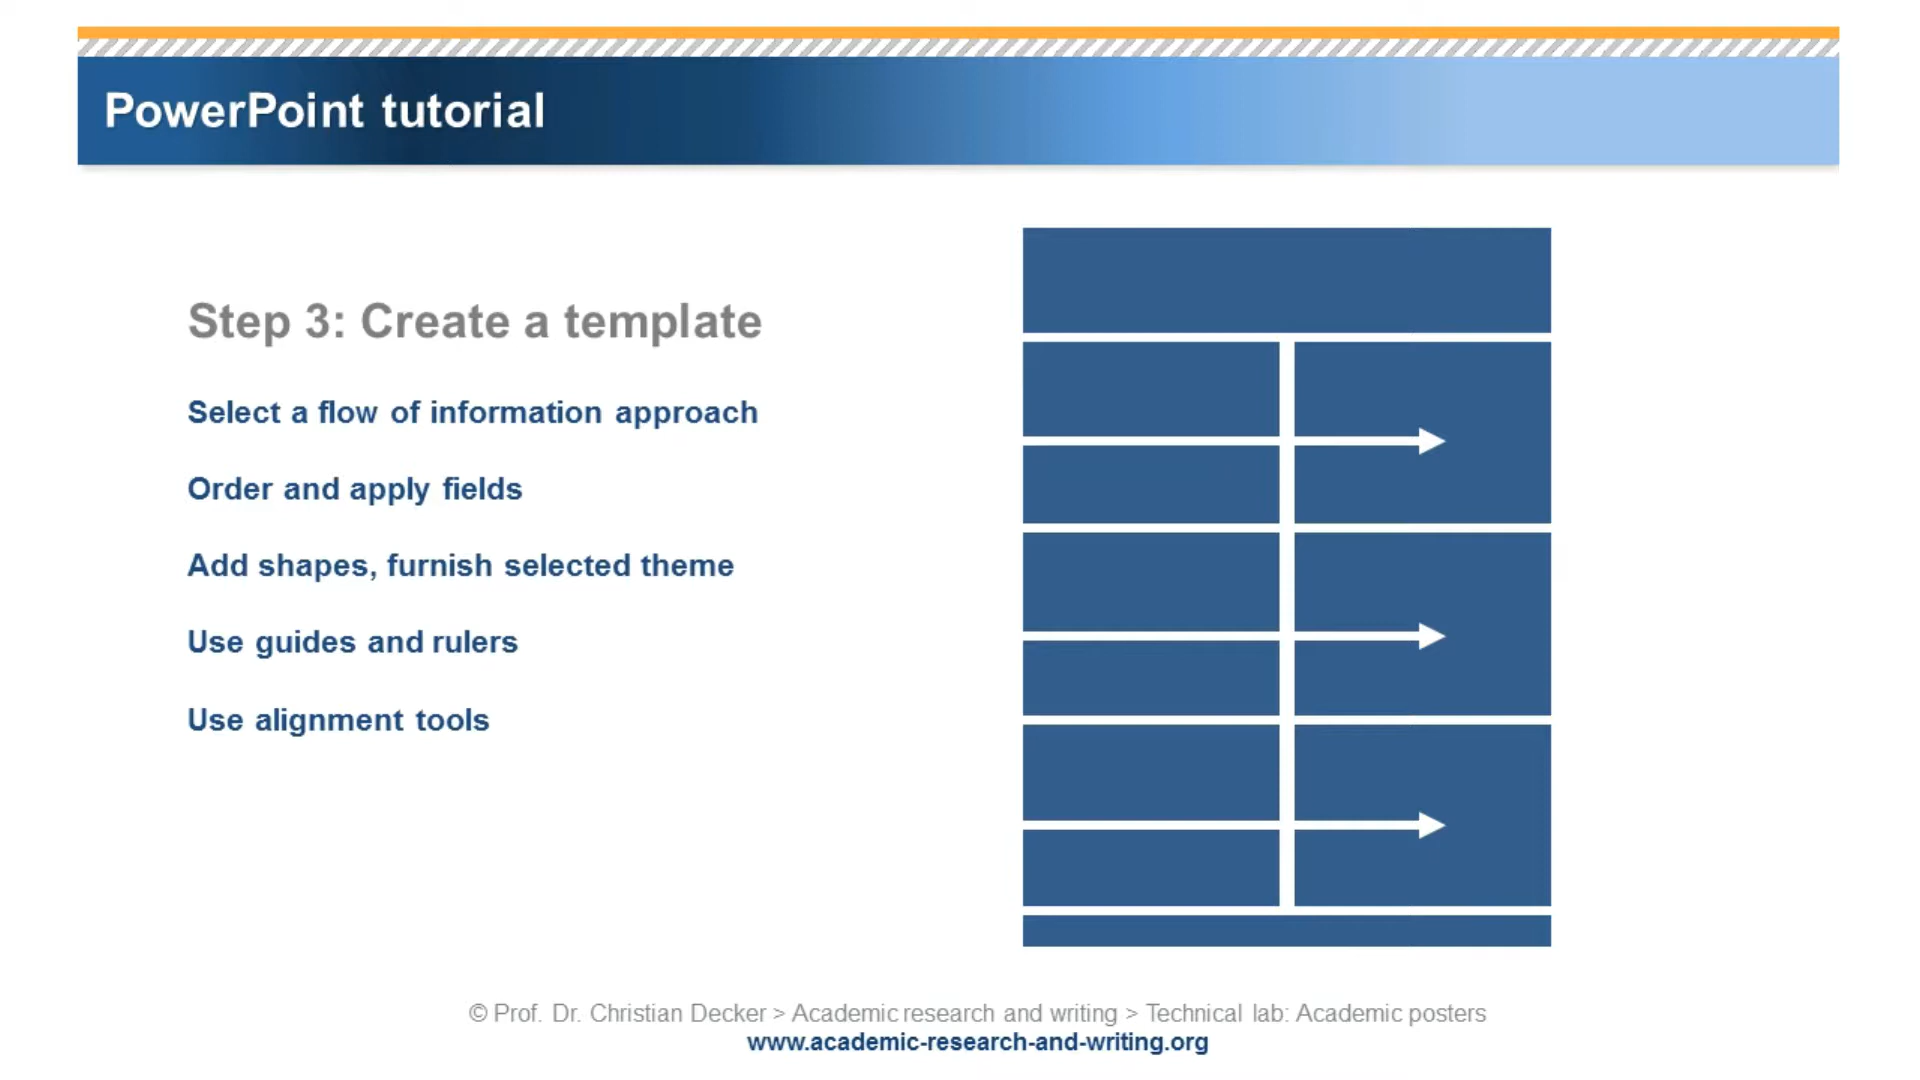 PowerPoint tutorial
Step 3: Create a template
Select a flow of information approach
Order and apply fields
Add shapes, furnish selected theme
Use guides and rulers
Use alignment tools
© Prof. Dr. Christian Decker > Academic research and writing > Technical lab: Academic posters
www.academic-research-and-writing.org